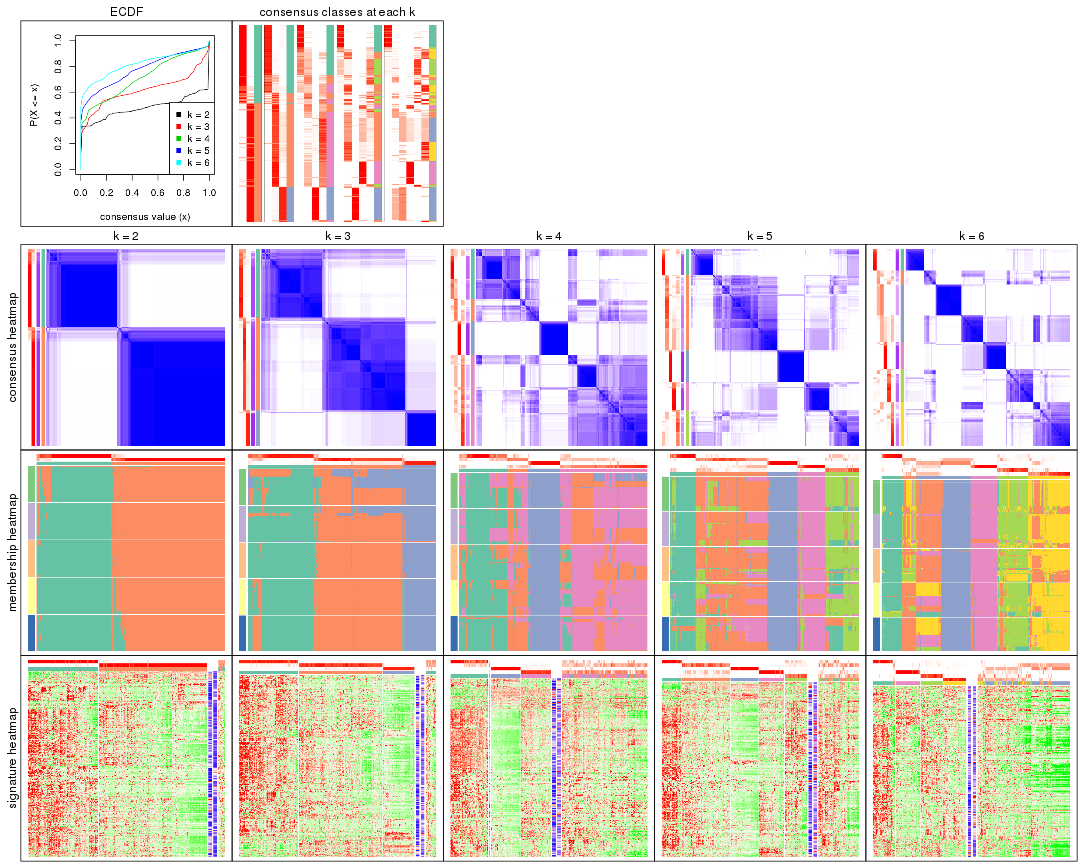 ECDF
consensus classes at each k
P(X <= x)
0.0 0.2 0.4 0.6 0.8 1.0
k = 2
k = 3
k = 4
k = 5
k = 6
0.0 0.2 0.4 0.6 0.8 1.0
consensus value (x)
k = 2 k = 3 k = 4 k = 5 k = 6
consensus heatmap
membership heatmap
signature heatmap